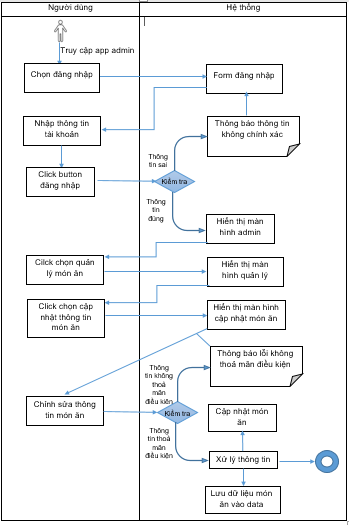 Người dùng
Hệ thống
Truy cập app admin
Chọn đăng nhập
Form đăng nhập
Nhập thông tin
tài khoản
Thông báo thông tin
không chính xác
Thông
tin sai
Click button
đăng nhập
Kiểm tra
Thông
tin
đúng
Hiển thị màn
hình admin
Cilck chọn quản
lý món ăn
Hiển thị màn
hình quản lý
Click chọn cập
nhật thông tin
món ăn
Hiển thị màn hình
cập nhật món ăn
Thông báo lỗi không
thoả mãn điều kiện
Thông
tin không
thoả mãn
điều kiện
Chỉnh sửa thông
tin món ăn
Kiểm tra
Cập nhật món
ăn
Thông
tin thoả
mãn
điều kiện
Xử lý thông tin
Lưu dữ liệu món
ăn vào data